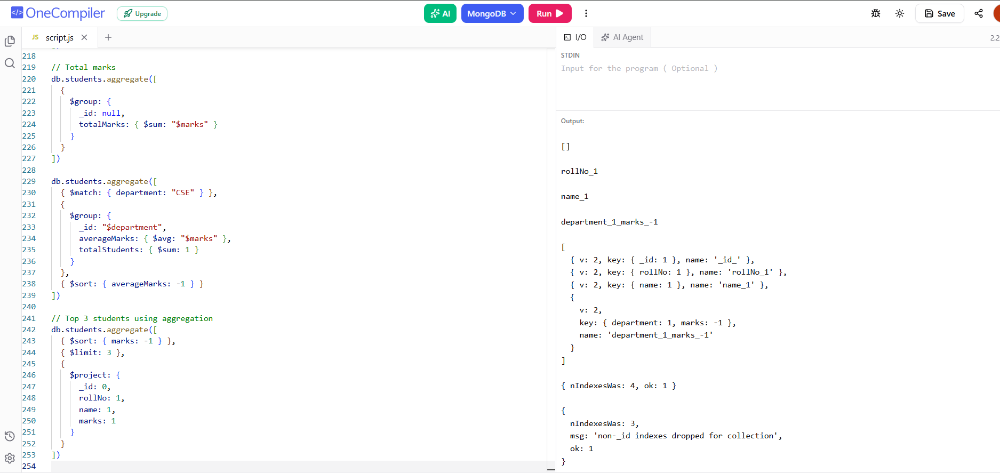 OneCompiler
Upgrade
AI
MongoDB
Run
Save
JS script.js
I/O
AI Agent
2.2
STDIN
Input for the program ( Optional )
218
219 // Total marks
220 db.students.aggregate([
221   {
222     $group: {
223       _id: null,
224       totalMarks: { $sum: "$marks" }
225     }
226   }
227 ])
228
229 db.students.aggregate([
230   { $match: { department: "CSE" } },
231   {
232     $group: {
233       _id: "$department",
234       averageMarks: { $avg: "$marks" },
235       totalStudents: { $sum: 1 }
236     }
237   },
238   { $sort: { averageMarks: -1 } }
239 ])
240
241 // Top 3 students using aggregation
242 db.students.aggregate([
243   { $sort: { marks: -1 } },
244   { $limit: 3 },
245   {
246     $project: {
247       _id: 0,
248       rollNo: 1,
249       name: 1,
250       marks: 1
251     }
252   }
253 ])
254
Output:
[]
rollNo_1
name_1
department_1_marks_-1
[
  { v: 2, key: { _id: 1 }, name: '_id_' },
  { v: 2, key: { rollNo: 1 }, name: 'rollNo_1' },
  { v: 2, key: { name: 1 }, name: 'name_1' },
  {
    v: 2,
    key: { department: 1, marks: -1 },
    name: 'department_1_marks_-1'
  }
]
{ nIndexesWas: 4, ok: 1 }
{
  nIndexesWas: 3,
  msg: 'non-_id indexes dropped for collection',
  ok: 1
}